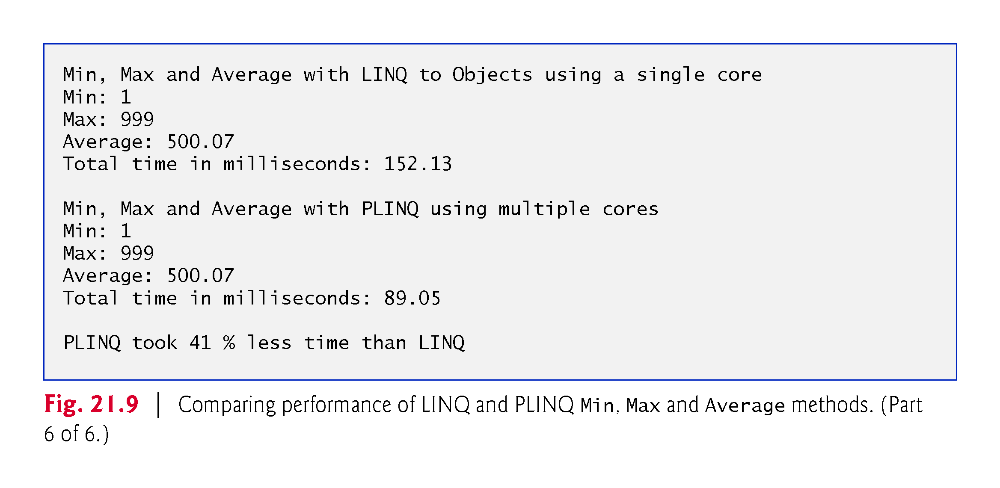 Min, Max and Average with LINQ to Objects using a single core
Min: 1
Max: 999
Average: 500.07
Total time in milliseconds: 152.13
Min, Max and Average with PLINQ using multiple cores
Min: 1
Max: 999
Average: 500.07
Total time in milliseconds: 89.05
PLINQ took 41 % less time than LINQ
Fig. 21.9 | Comparing performance of LINQ and PLINQ Min, Max and Average methods. (Part
6 of 6.)